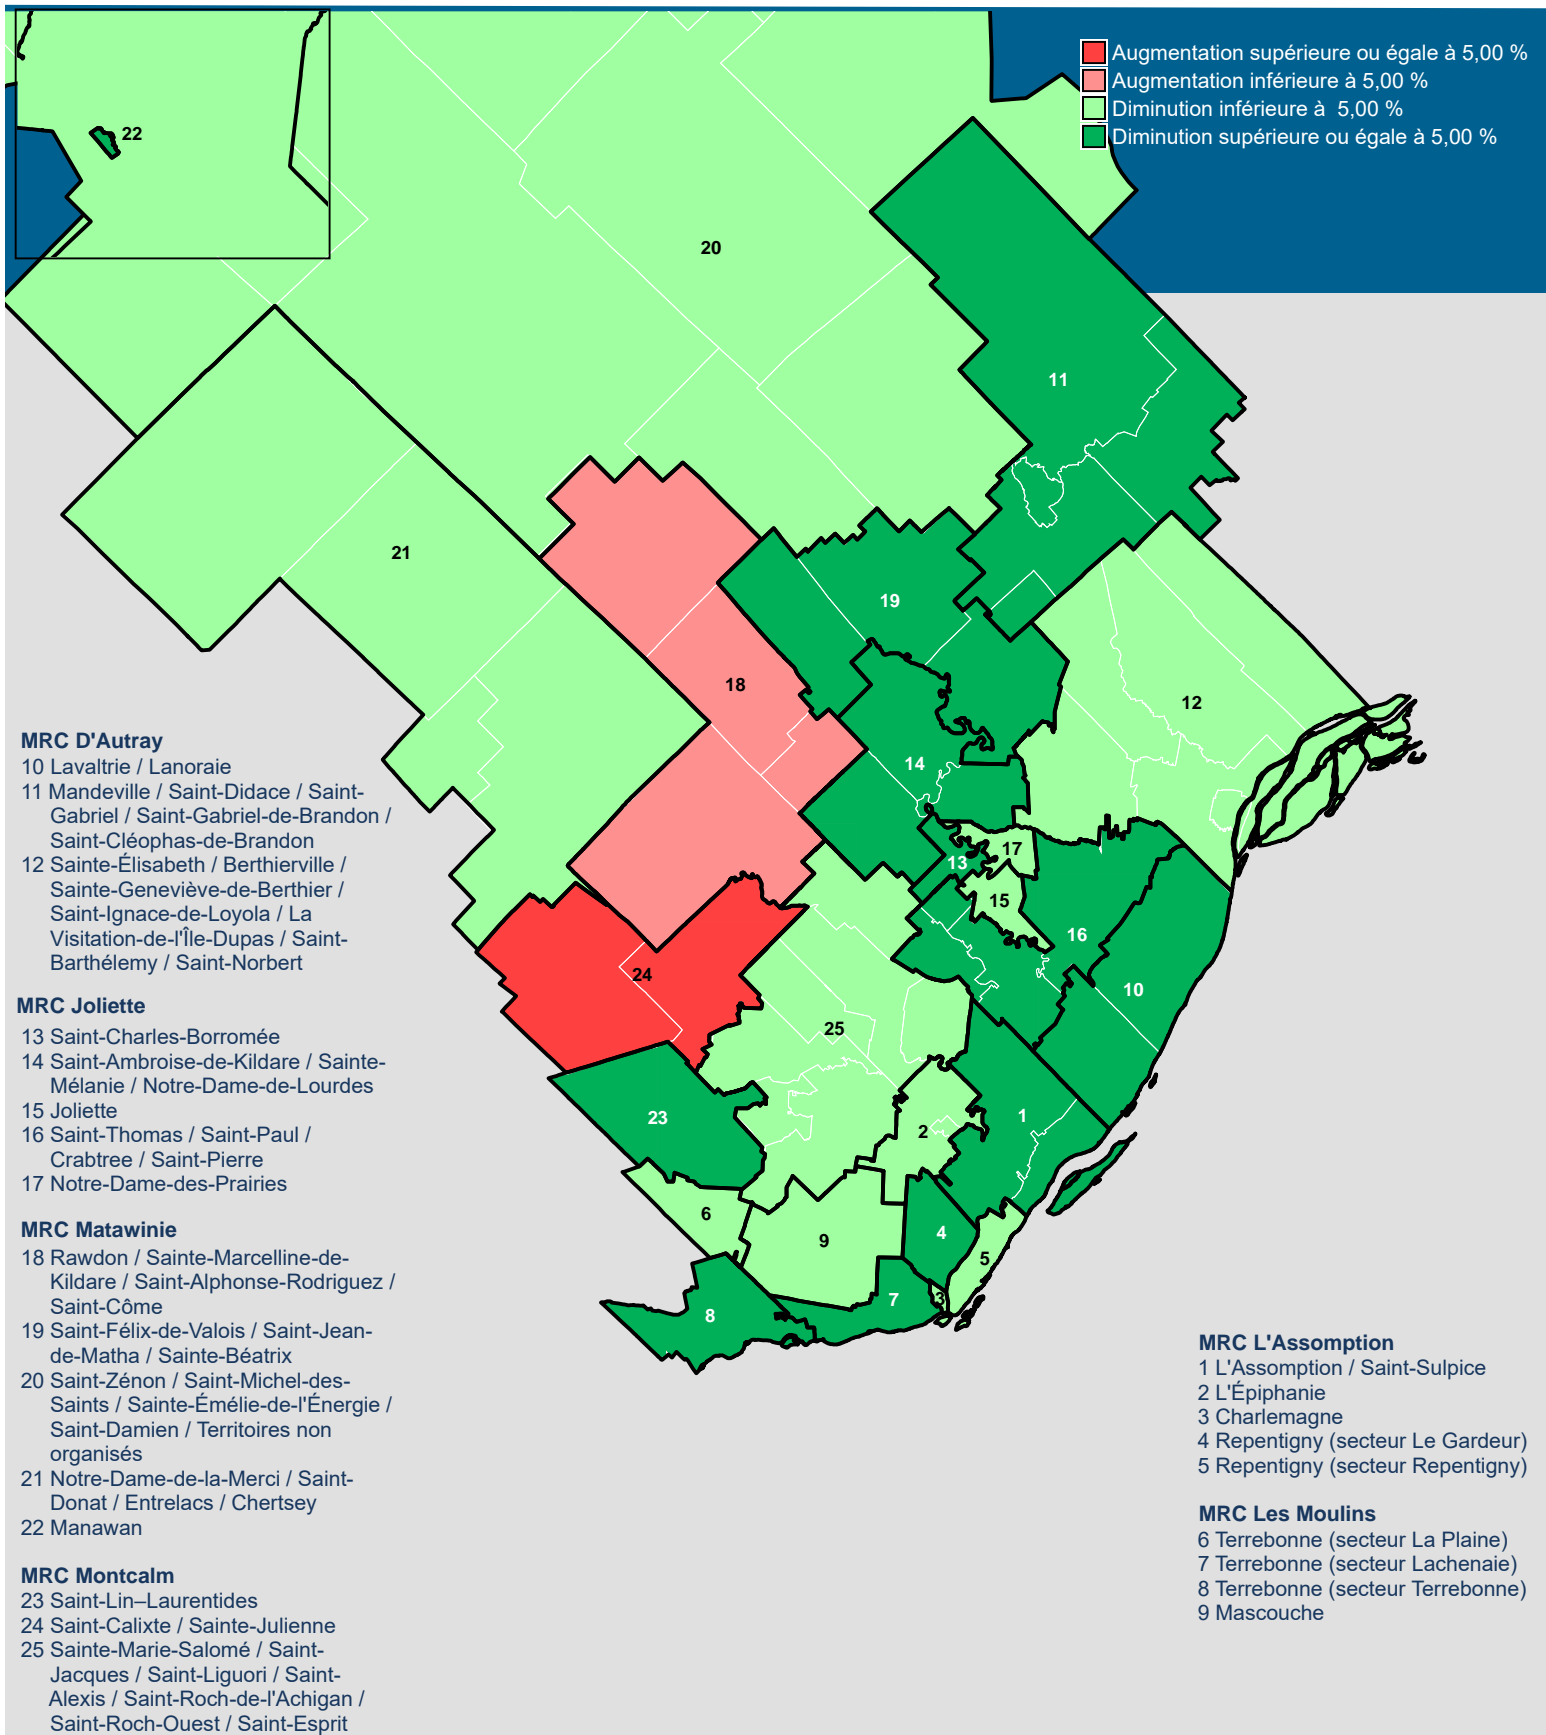 Augmentation supérieure ou égale à 5,00 %
Augmentation inférieure à 5,00 %
Diminution inférieure à  5,00 %
Diminution supérieure ou égale à 5,00 %
22
20
11
21
19
18
12
14
17
13
15
16
24
10
25
23
1
2
6
9
4
5
3
7
8
MRC D'Autray
10 Lavaltrie / Lanoraie
11 Mandeville / Saint-Didace / Saint-
Gabriel / Saint-Gabriel-de-Brandon /
Saint-Cléophas-de-Brandon
12 Sainte-Élisabeth / Berthierville /
Sainte-Geneviève-de-Berthier /
Saint-Ignace-de-Loyola / La
Visitation-de-l'Île-Dupas / Saint-
Barthélemy / Saint-Norbert
MRC Joliette
13 Saint-Charles-Borromée
14 Saint-Ambroise-de-Kildare / Sainte-
Mélanie / Notre-Dame-de-Lourdes
15 Joliette
16 Saint-Thomas / Saint-Paul /
Crabtree / Saint-Pierre
17 Notre-Dame-des-Prairies
MRC Matawinie
18 Rawdon / Sainte-Marcelline-de-
Kildare / Saint-Alphonse-Rodriguez /
Saint-Côme
19 Saint-Félix-de-Valois / Saint-Jean-
de-Matha / Sainte-Béatrix
20 Saint-Zénon / Saint-Michel-des-
Saints / Sainte-Émélie-de-l'Énergie /
Saint-Damien / Territoires non
organisés
21 Notre-Dame-de-la-Merci / Saint-
Donat / Entrelacs / Chertsey
22 Manawan
MRC Montcalm
23 Saint-Lin–Laurentides
24 Saint-Calixte / Sainte-Julienne
25 Sainte-Marie-Salomé / Saint-
Jacques / Saint-Liguori / Saint-
Alexis / Saint-Roch-de-l'Achigan /
Saint-Roch-Ouest / Saint-Esprit
MRC L'Assomption
1 L'Assomption / Saint-Sulpice
2 L'Épiphanie
3 Charlemagne
4 Repentigny (secteur Le Gardeur)
5 Repentigny (secteur Repentigny)
MRC Les Moulins
6 Terrebonne (secteur La Plaine)
7 Terrebonne (secteur Lachenaie)
8 Terrebonne (secteur Terrebonne)
9 Mascouche